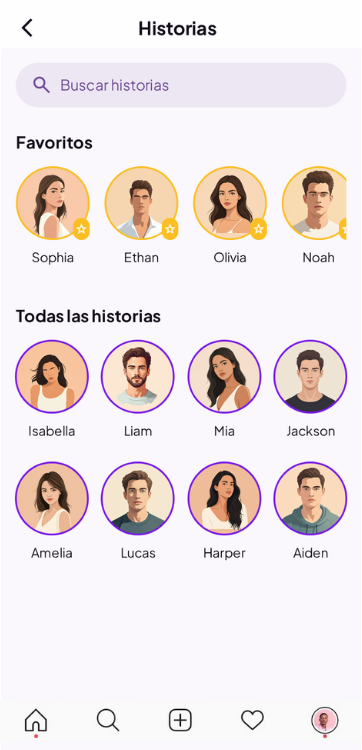 Historias
Buscar historias
Favoritos
Sophia Ethan Olivia Noah
Todas las historias
Isabella Liam Mia Jackson
Amelia Lucas Harper Aiden